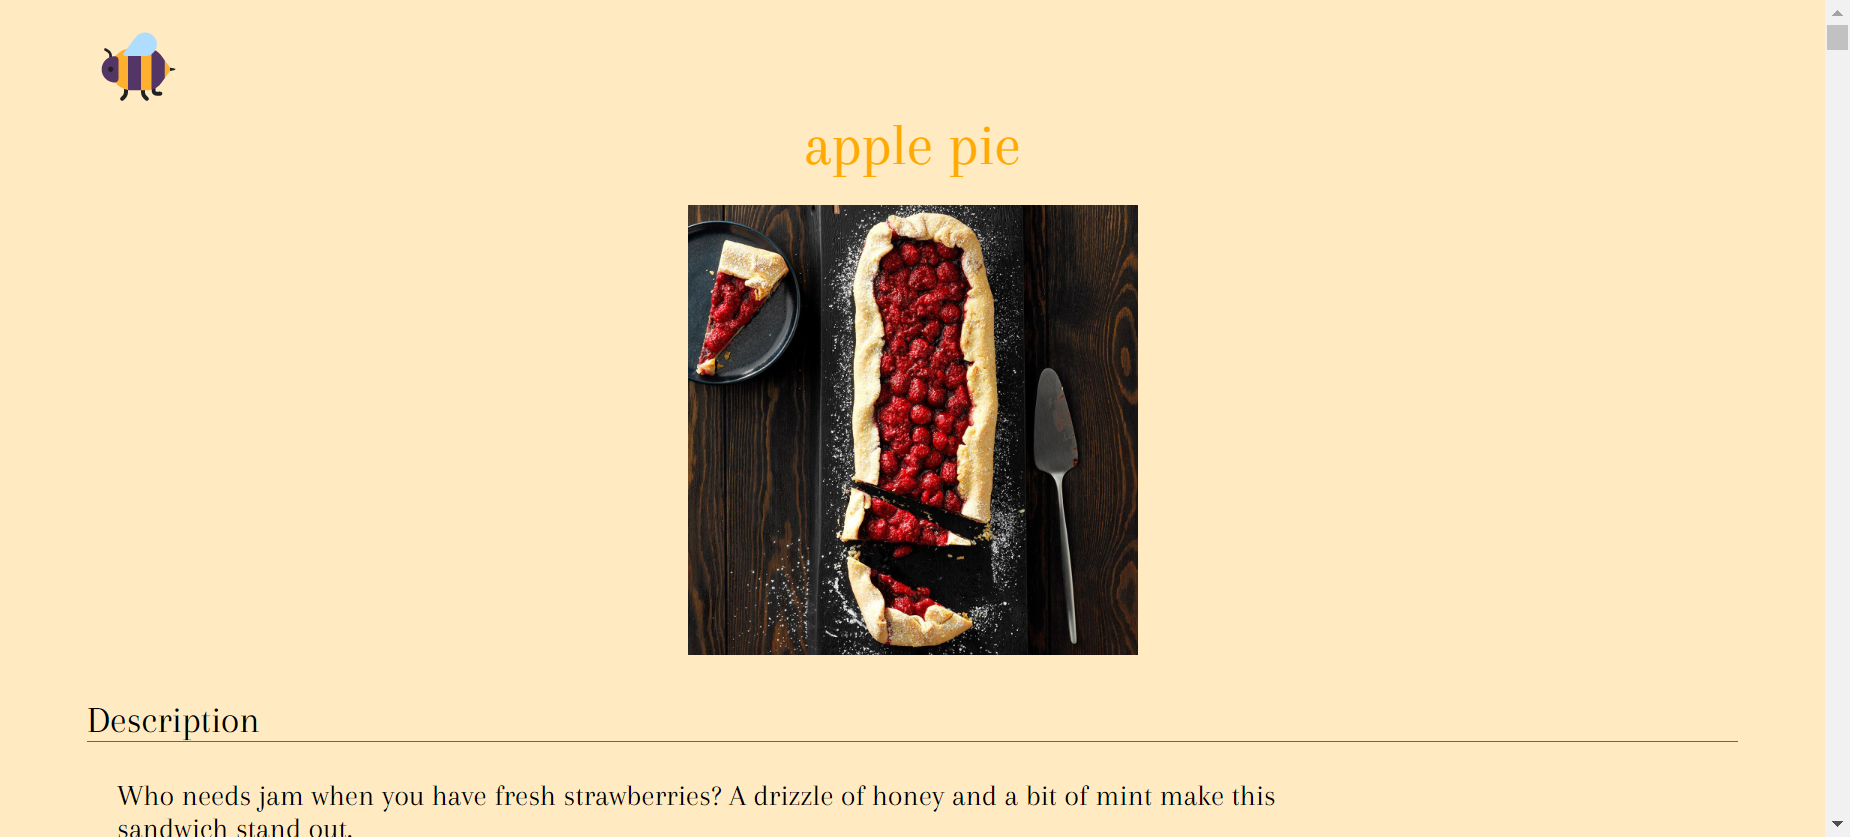 apple pie
Description
Who needs jam when you have fresh strawberries? A drizzle of honey and a bit of mint make this
sandwich stand out.